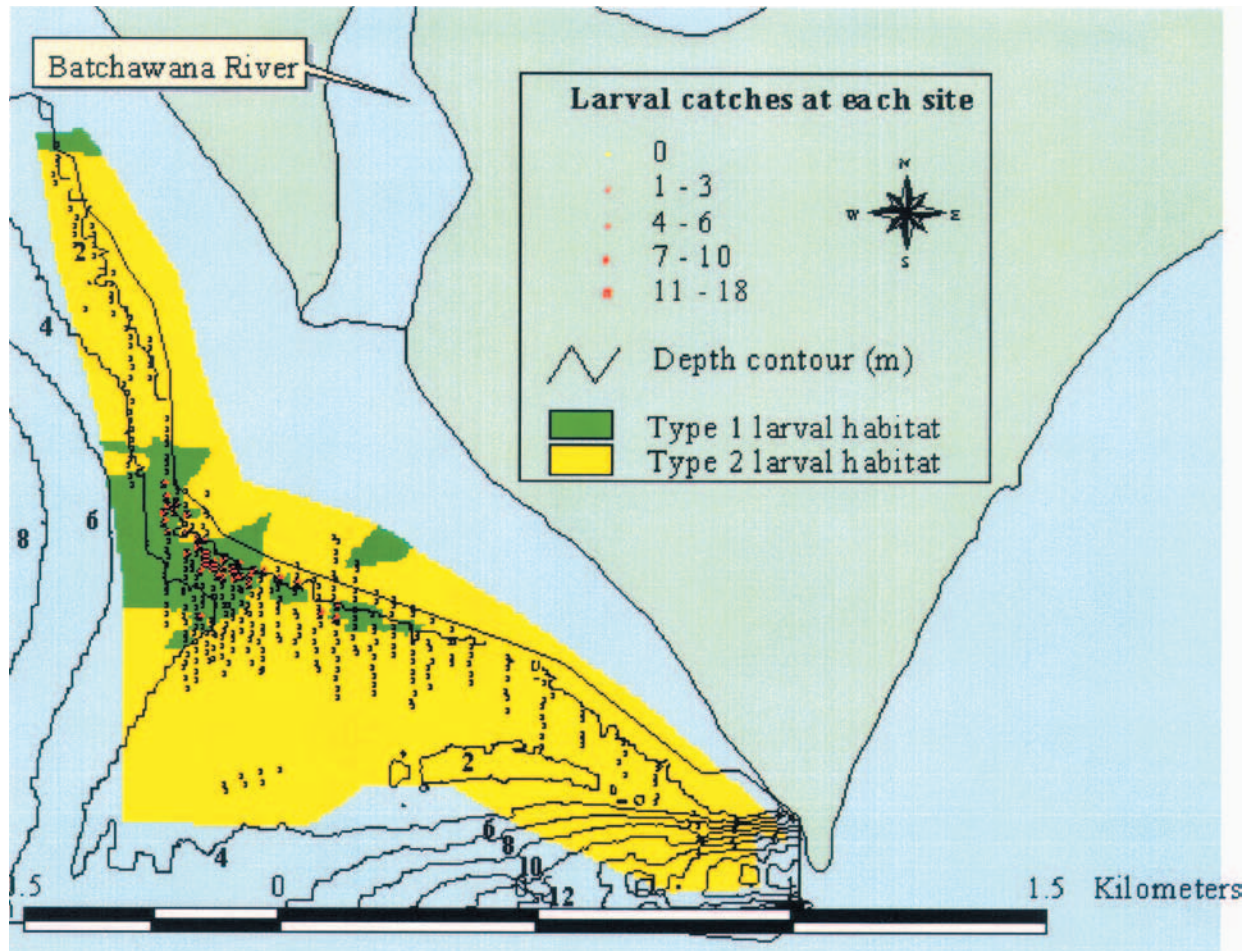 Batchawana River
Larval catches at each site
0
1 - 3
4 - 6
7 - 10
11 - 18
N
W E
S
Depth contour (m)
Type 1 larval habitat
Type 2 larval habitat
2
4
6
8
2
4
6
8
10
12
0
1.5 Kilometers